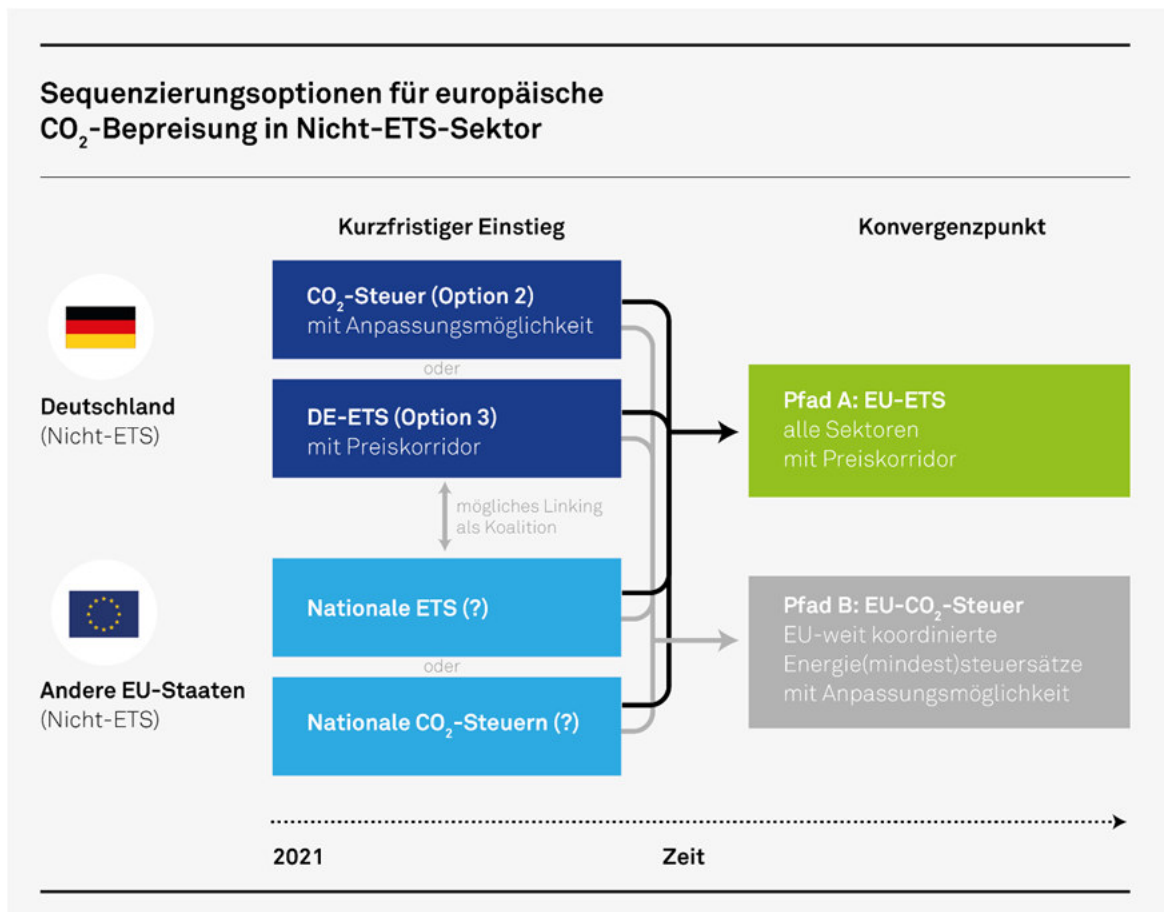 Sequenzierungsoptionen für europäische
CO₂-Bepreisung in Nicht-ETS-Sektor
Kurzfristiger Einstieg
Konvergenzpunkt
Deutschland
(Nicht-ETS)
CO₂-Steuer (Option 2)
mit Anpassungsmöglichkeit
oder
DE-ETS (Option 3)
mit Preiskorridor
mögliches Linking
als Koalition
Andere EU-Staaten
(Nicht-ETS)
Nationale ETS (?)
oder
Nationale CO₂-Steuern (?)
Pfad A: EU-ETS
alle Sektoren
mit Preiskorridor
Pfad B: EU-CO₂-Steuer
EU-weit koordinierte
Energie(mindest)steuersätze
mit Anpassungsmöglichkeit
2021
Zeit